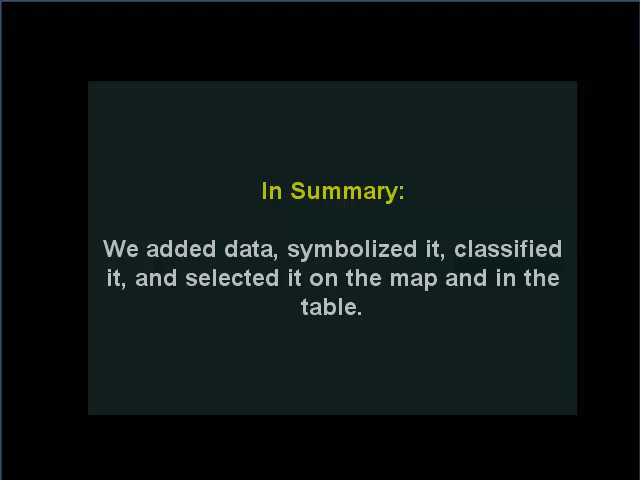 In Summary:
We added data, symbolized it, classified
it, and selected it on the map and in the
table.